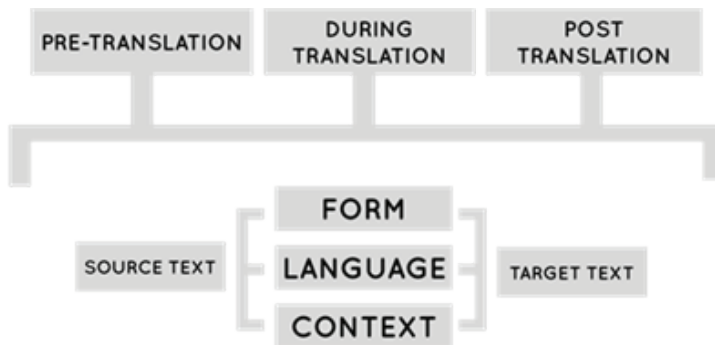 PRE-TRANSLATION
DURING
TRANSLATION
POST
TRANSLATION
FORM
SOURCE TEXT
LANGUAGE
TARGET TEXT
CONTEXT